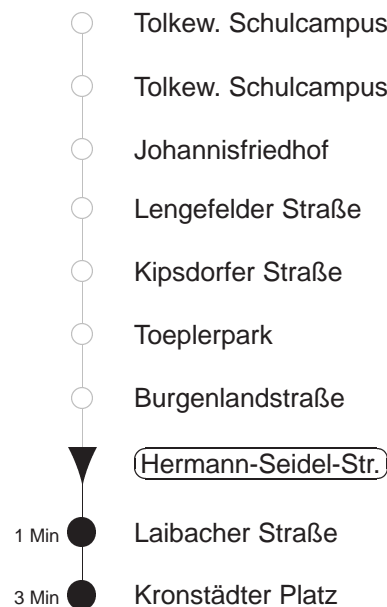 Tolkew. Schulcampus
Tolkew. Schulcampus
Johannisfriedhof
Lengefelder Straße
Kipsdorfer Straße
Toeplerpark
Burgenlandstraße
Hermann-Seidel-Str.
1 Min Laibacher Straße
3 Min Kronstädter Platz